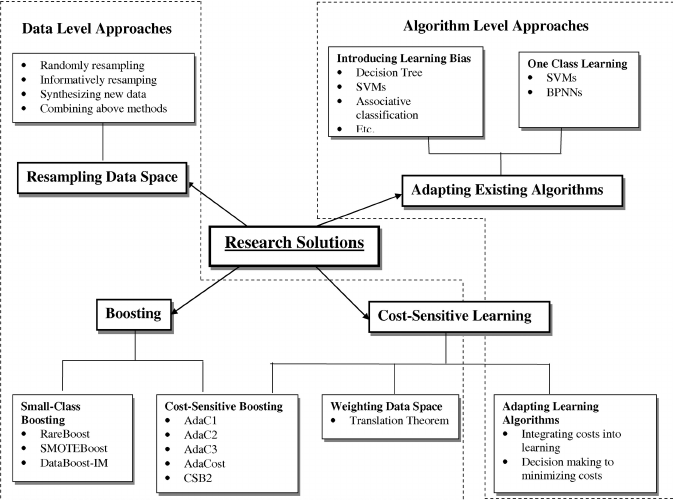 Data Level Approaches
Algorithm Level Approaches
• Randomly resampling
• Informatively resamping
• Synthesizing new data
• Combining above methods
Introducing Learning Bias
• Decision Tree
• SVMs
• Associative
classification
• Etc.
One Class Learning
• SVMs
• BPNNs
Resampling Data Space
Adapting Existing Algorithms
Research Solutions
Boosting
Cost-Sensitive Learning
Small-Class
Boosting
• RareBoost
• SMOTEBoost
• DataBoost-IM
Cost-Sensitive Boosting
• AdaC1
• AdaC2
• AdaC3
• AdaCost
• CSB2
Weighting Data Space
• Translation Theorem
Adapting Learning
Algorithms
• Integrating costs into
learning
• Decision making to
minimizing costs